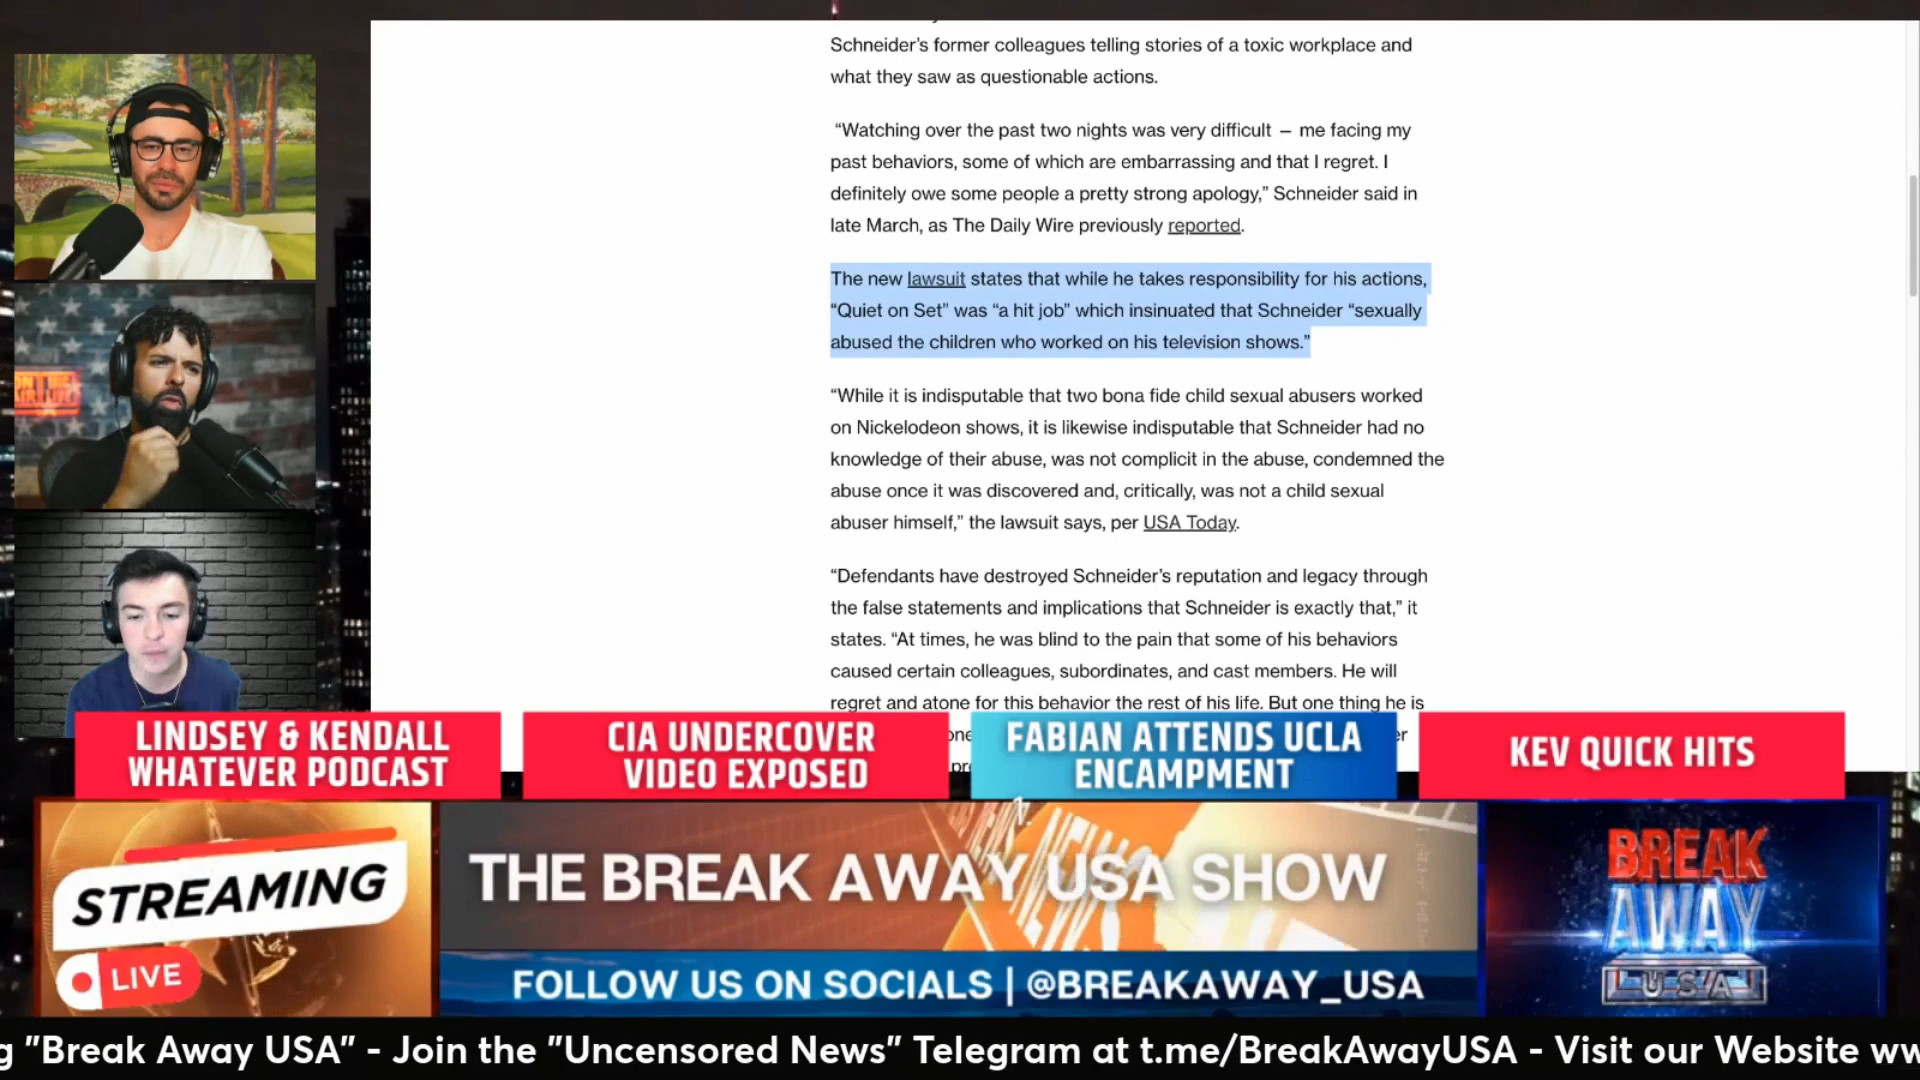 Schneider’s former colleagues telling stories of a toxic workplace and
what they saw as questionable actions.
“Watching over the past two nights was very difficult — me facing my
past behaviors, some of which are embarrassing and that I regret. I
definitely owe some people a pretty strong apology,” Schneider said in
late March, as The Daily Wire previously reported.
The new lawsuit states that while he takes responsibility for his actions,
“Quiet on Set” was “a hit job” which insinuated that Schneider “sexually
abused the children who worked on his television shows.”
“While it is indisputable that two bona fide child sexual abusers worked
on Nickelodeon shows, it is likewise indisputable that Schneider had no
knowledge of their abuse, was not complicit in the abuse, condemned the
abuse once it was discovered and, critically, was not a child sexual
abuser himself,” the lawsuit says, per USA Today.
“Defendants have destroyed Schneider’s reputation and legacy through
the false statements and implications that Schneider is exactly that,” it
states. “At times, he was blind to the pain that some of his behaviors
caused certain colleagues, subordinates, and cast members. He will
regret and atone for this behavior the rest of his life. But one thing he is
LINDSEY & KENDALL
WHATEVER PODCAST
CIA UNDERCOVER
VIDEO EXPOSED
FABIAN ATTENDS UCLA
ENCAMPMENT
KEV QUICK HITS
STREAMING
LIVE
THE BREAK AWAY USA SHOW
FOLLOW US ON SOCIALS | @BREAKAWAY_USA
BREAK
AWAY
USA
g "Break Away USA" - Join the "Uncensored News" Telegram at t.me/BreakAwayUSA - Visit our Website ww